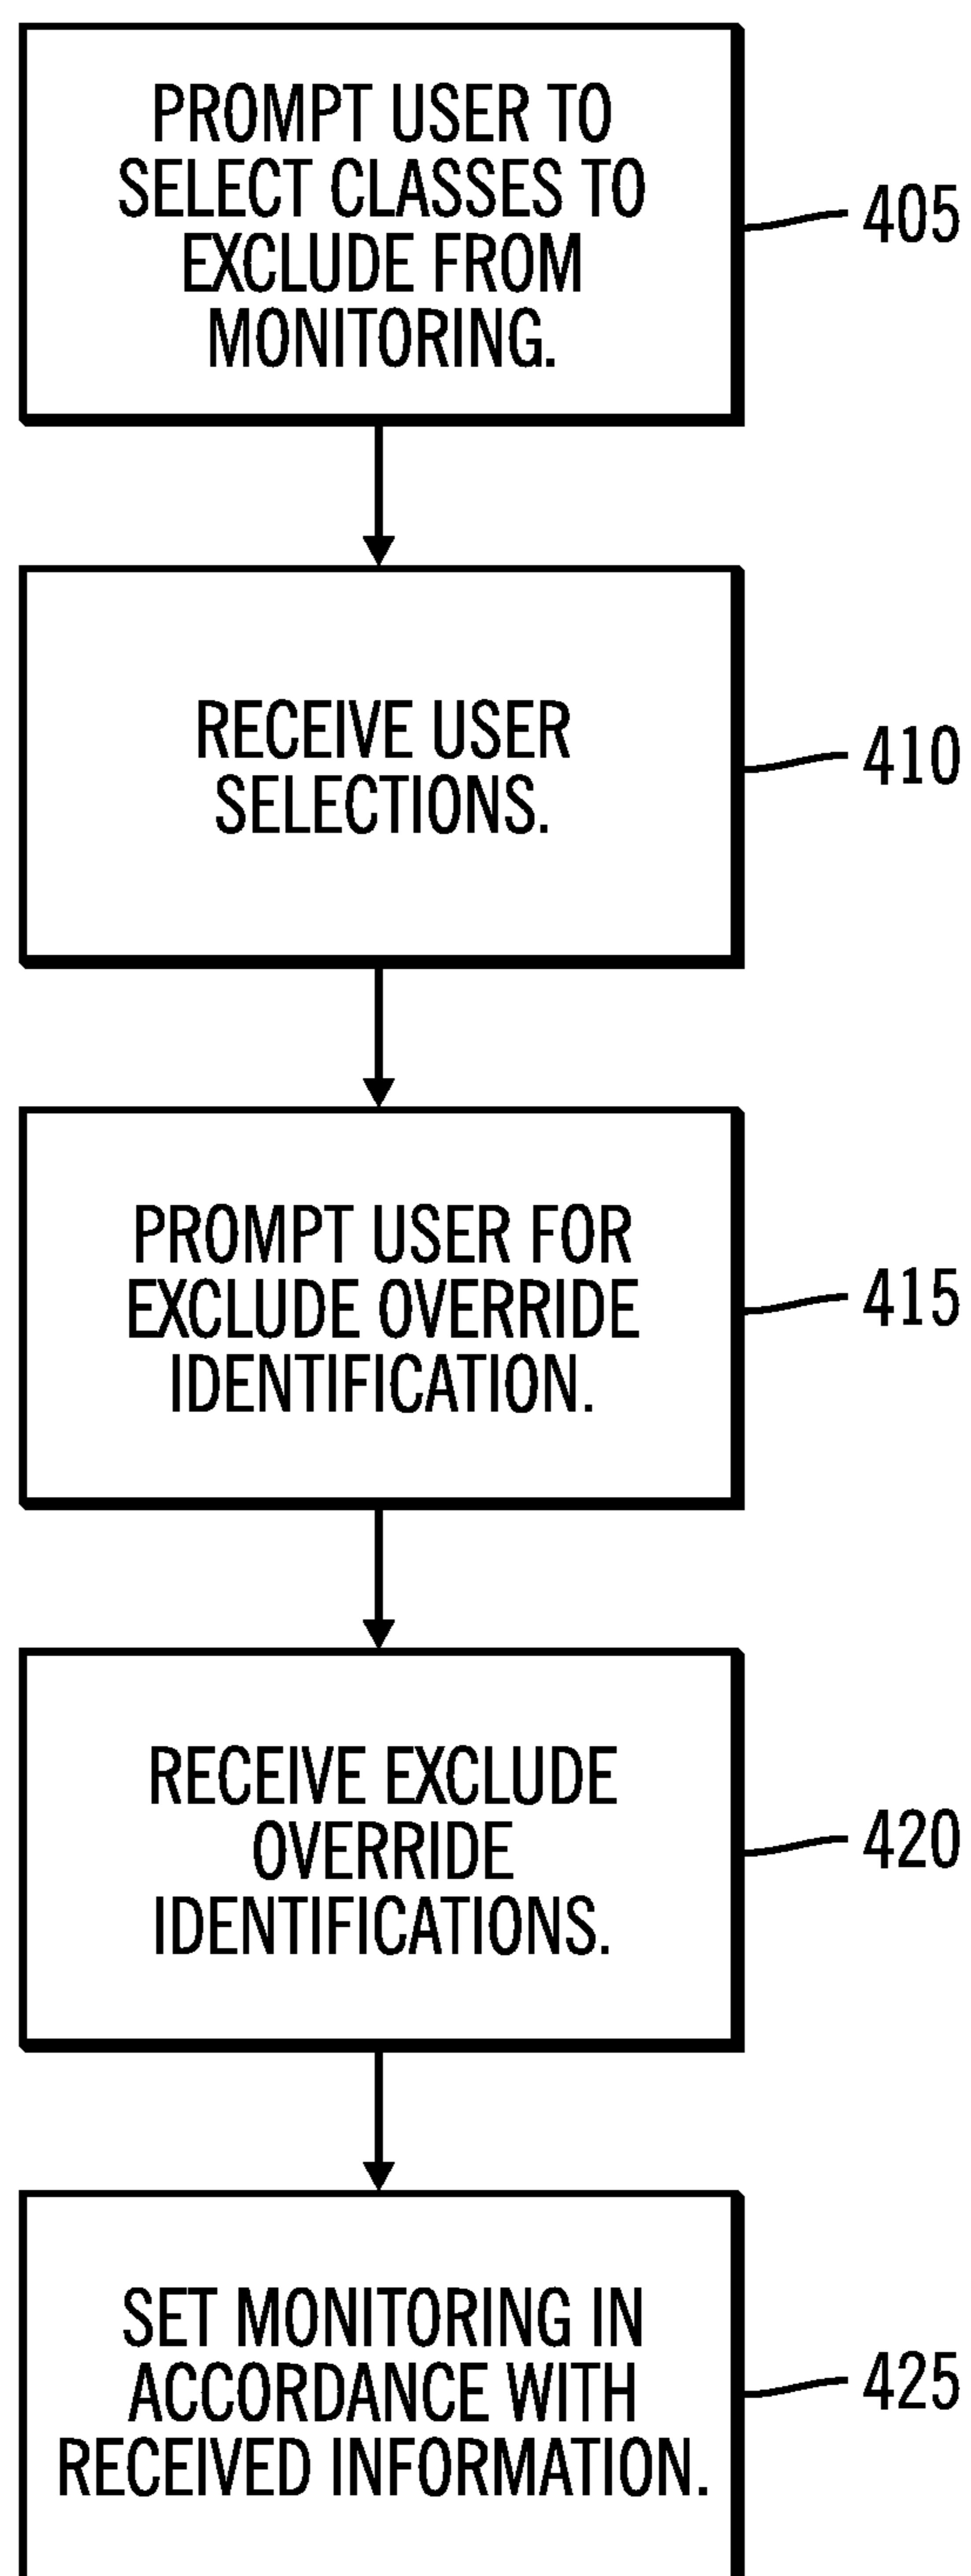 PROMPT USER TO
SELECT CLASSES TO
EXCLUDE FROM
MONITORING.
405
RECEIVE USER
SELECTIONS.
410
PROMPT USER FOR
EXCLUDE OVERRIDE
IDENTIFICATION.
415
RECEIVE EXCLUDE
OVERRIDE
IDENTIFICATIONS.
420
SET MONITORING IN
ACCORDANCE WITH
RECEIVED INFORMATION.
425